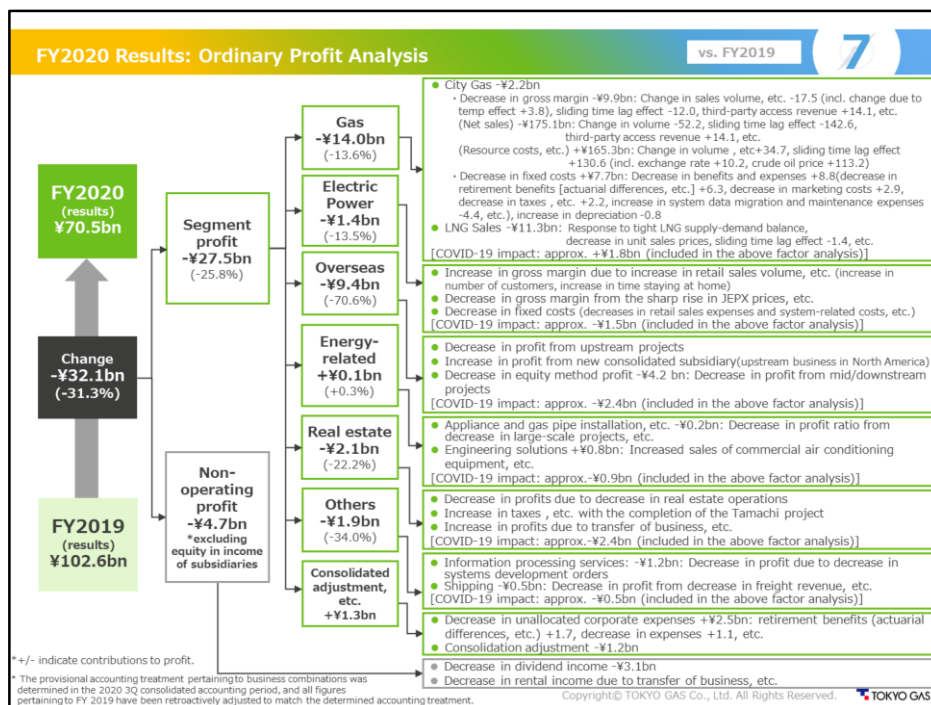 FY2020 Results: Ordinary Profit Analysis
vs. FY2019
7
FY2020
(results)
¥70.5bn
Change
-¥32.1bn
(-31.3%)
FY2019
(results)
¥102.6bn
Segment
profit
-¥27.5bn
(-25.8%)
Non-
operating
profit
-¥4.7bn
*excluding
equity in income
of subsidiaries
Gas
-¥14.0bn
(-13.6%)
Electric
Power
-¥1.4bn
(-13.5%)
Overseas
-¥9.4bn
(-70.6%)
Energy-
related
+¥0.1bn
(+0.3%)
Real estate
-¥2.1bn
(-22.2%)
Others
-¥1.9bn
(-34.0%)
Consolidated
adjustment,
etc.
+¥1.3bn
● City Gas -¥2.2bn
・Decrease in gross margin -¥9.9bn: Change in sales volume, etc. -17.5 (incl. change due to
temp effect +3.8), sliding time lag effect -12.0, third-party access revenue +14.1, etc.
(Net sales) -¥175.1bn: Change in volume -52.2, sliding time lag effect -142.6,
third-party access revenue +14.1, etc.
(Resource costs, etc.) +¥165.3bn: Change in volume , etc+34.7, sliding time lag effect
+130.6 (incl. exchange rate +10.2, crude oil price +113.2)
・Decrease in fixed costs +¥7.7bn: Decrease in benefits and expenses +8.8(decrease in
retirement benefits [actuarial differences, etc.] +6.3, decrease in marketing costs +2.9,
decrease in taxes , etc. +2.2, increase in system data migration and maintenance expenses
-4.4, etc.), increase in depreciation -0.8
● LNG Sales -¥11.3bn: Response to tight LNG supply-demand balance,
decrease in unit sales prices, sliding time lag effect -1.4, etc.
[COVID-19 impact: approx. +¥1.8bn (included in the above factor analysis)]
● Increase in gross margin due to increase in retail sales volume, etc. (increase in
number of customers, increase in time staying at home)
● Decrease in gross margin from the sharp rise in JEPX prices, etc.
● Decrease in fixed costs (decreases in retail sales expenses and system-related costs, etc.)
[COVID-19 impact: approx. -¥1.5bn (included in the above factor analysis)]
● Decrease in profit from upstream projects
● Increase in profit from new consolidated subsidiary(upstream business in North America)
● Decrease in equity method profit -¥4.2 bn: Decrease in profit from mid/downstream
projects
[COVID-19 impact: approx. -¥2.4bn (included in the above factor analysis)]
● Appliance and gas pipe installation, etc. -¥0.2bn: Decrease in profit ratio from
decrease in large-scale projects, etc.
● Engineering solutions +¥0.8bn: Increased sales of commercial air conditioning
equipment, etc.
[COVID-19 impact: approx.-¥0.9bn (included in the above factor analysis)]
● Decrease in profits due to decrease in real estate operations
● Increase in taxes , etc. with the completion of the Tamachi project
● Increase in profits due to transfer of business, etc.
[COVID-19 impact: approx.-¥2.4bn (included in the above factor analysis)]
● Information processing services: -¥1.2bn: Decrease in profit due to decrease in
systems development orders
● Shipping -¥0.5bn: Decrease in profit from decrease in freight revenue, etc.
[COVID-19 impact: approx. -¥0.5bn (included in the above factor analysis)]
● Decrease in unallocated corporate expenses +¥2.5bn: retirement benefits (actuarial
differences, etc.) +1.7, decrease in expenses +1.1, etc.
● Consolidation adjustment -¥1.2bn
● Decrease in dividend income -¥3.1bn
● Decrease in rental income due to transfer of business, etc.
*+/- indicate contributions to profit.
* The provisional accounting treatment pertaining to business combinations was
determined in the 2020 3Q consolidated accounting period, and all figures
pertaining to FY 2019 have been retroactively adjusted to match the determined accounting treatment.
Copyright© TOKYO GAS Co., Ltd. All Rights Reserved.
TOKYO GAS